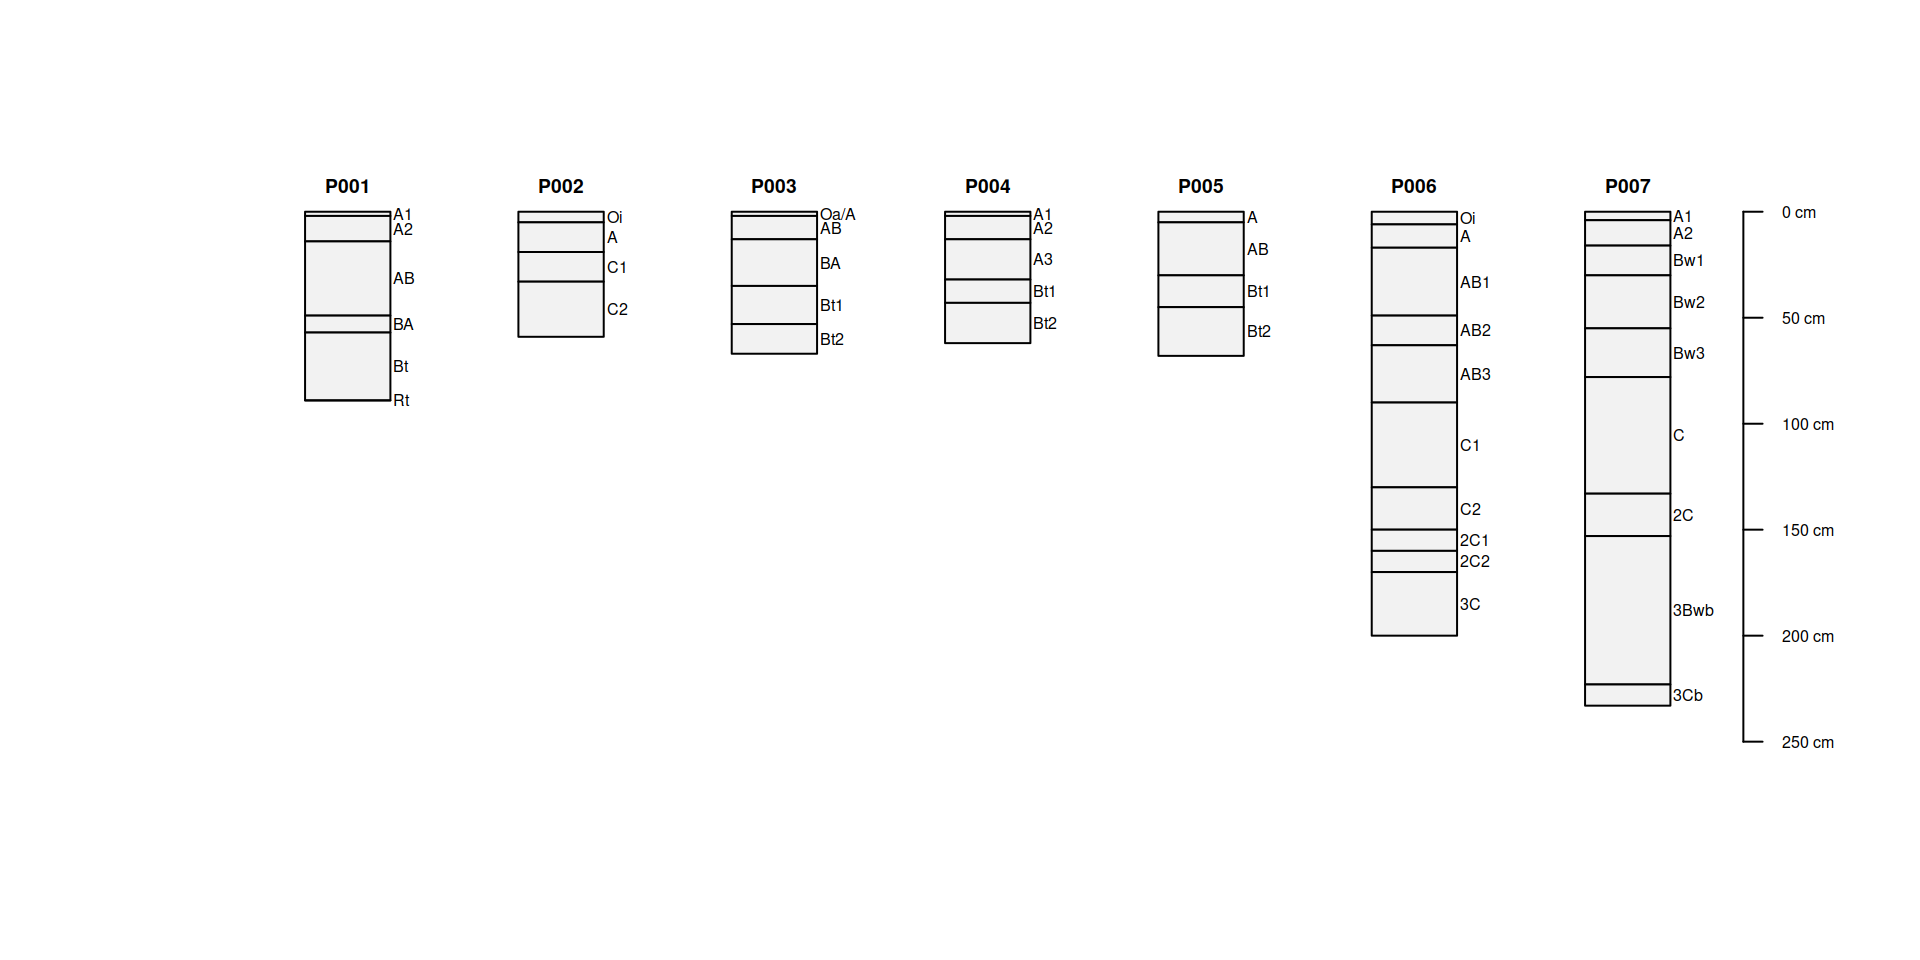 P001
P002
P003
P004
P005
P006
P007
A1
A2
AB
BA
Bt
Rt
Oi
A
C1
C2
Oa/A
AB
BA
Bt1
Bt2
A1
A2
A3
Bt1
Bt2
A
AB
Bt1
Bt2
Oi
A
AB1
AB2
AB3
C1
C2
2C1
2C2
3C
A1
A2
Bw1
Bw2
Bw3
C
2C
3Bwb
3Cb
0 cm
50 cm
100 cm
150 cm
200 cm
250 cm